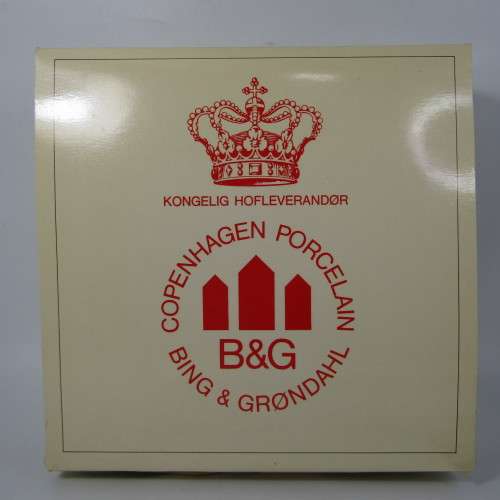 KONGELIG HOFLEVERANDØR
COPENHAGEN PORCELAIN
B&G
BING & GRØNDAHL